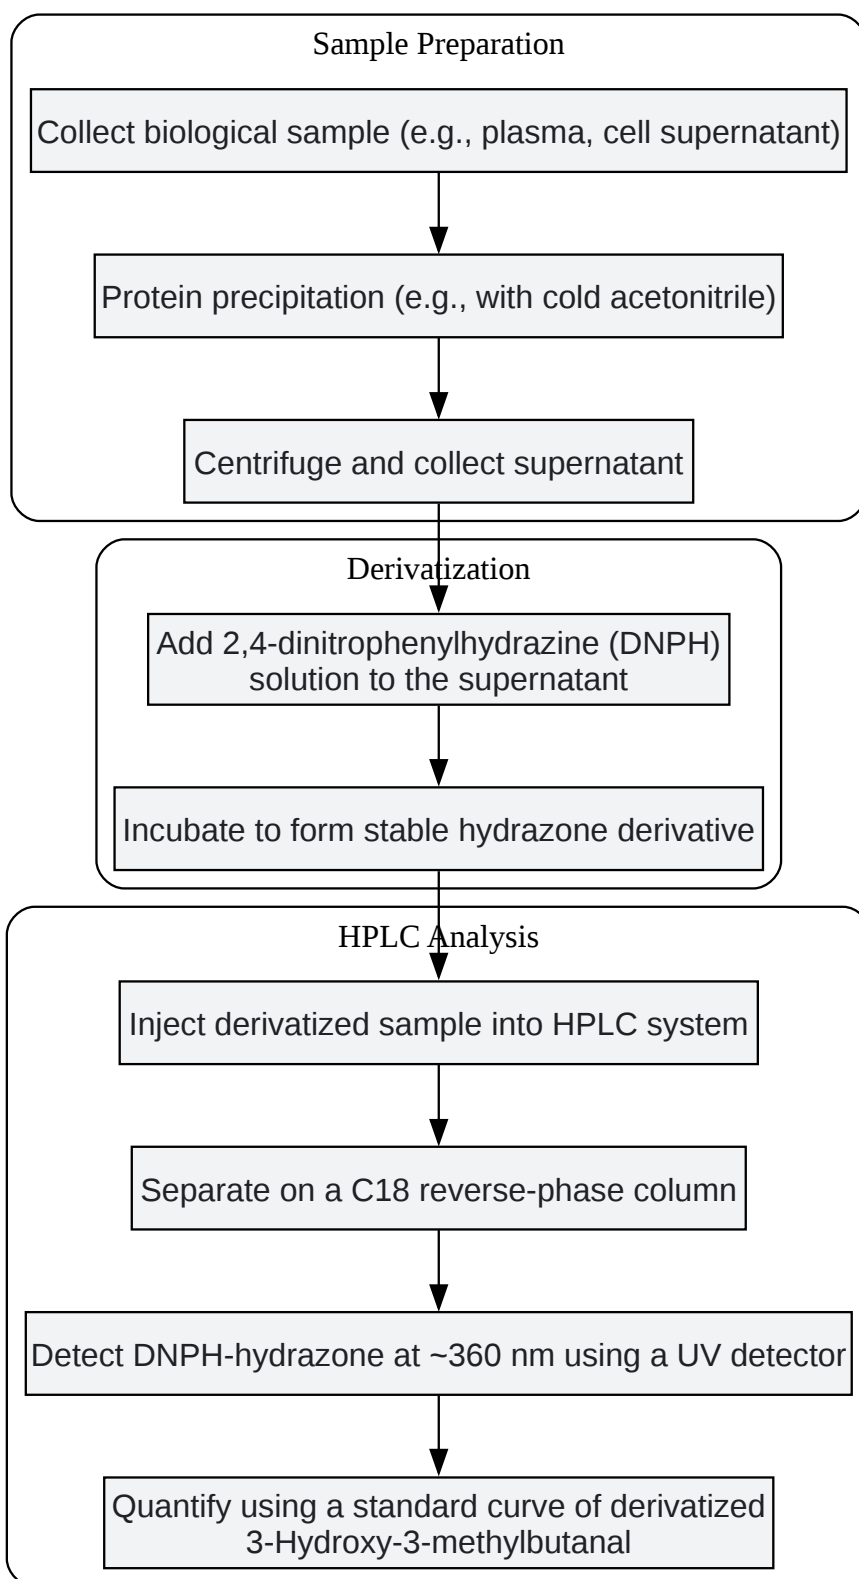 Sample Preparation
Collect biological sample (e.g., plasma, cell supernatant)
Protein precipitation (e.g., with cold acetonitrile)
Centrifuge and collect supernatant
Derivatization
Add 2,4-dinitrophenylhydrazine (DNPH)
solution to the supernatant
Incubate to form stable hydrazone derivative
HPLC Analysis
Inject derivatized sample into HPLC system
Separate on a C18 reverse-phase column
Detect DNPH-hydrazone at ~360 nm using a UV detector
Quantify using a standard curve of derivatized
3-Hydroxy-3-methylbutanal